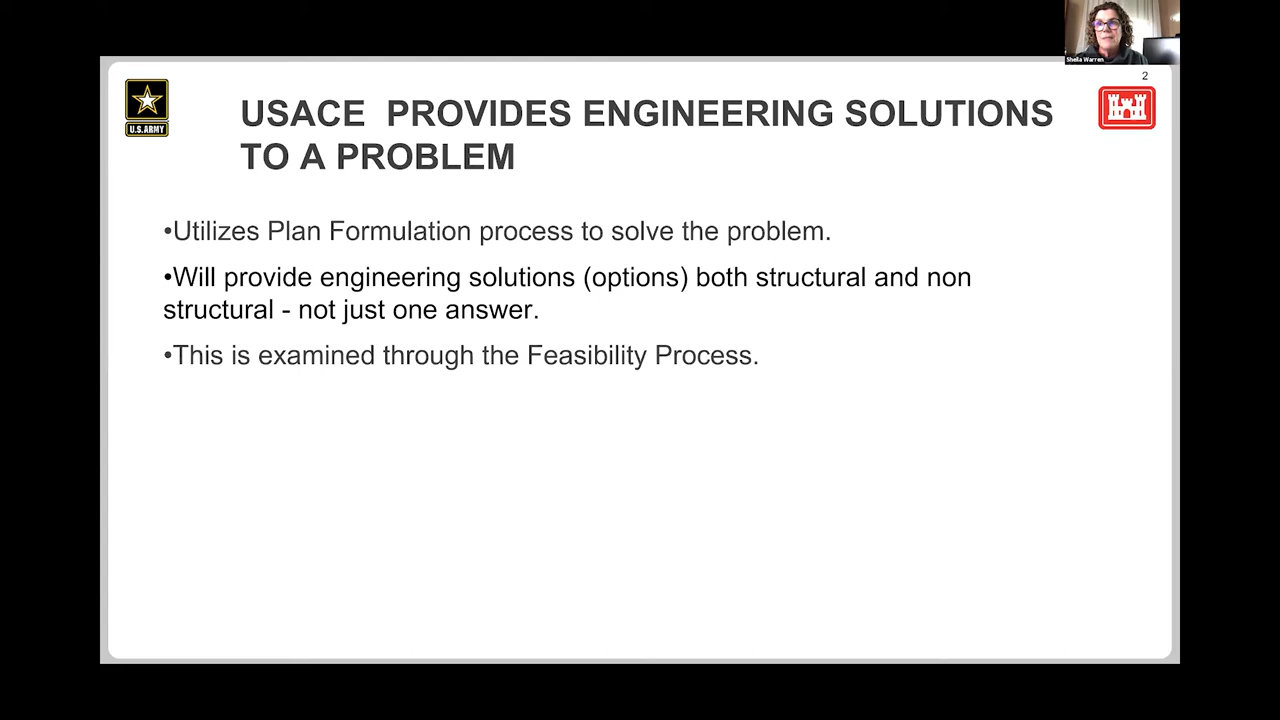 Sheila Warren
2
U.S.ARMY
USACE  PROVIDES ENGINEERING SOLUTIONS
TO A PROBLEM
•Utilizes Plan Formulation process to solve the problem.
•Will provide engineering solutions (options) both structural and non
structural - not just one answer.
•This is examined through the Feasibility Process.